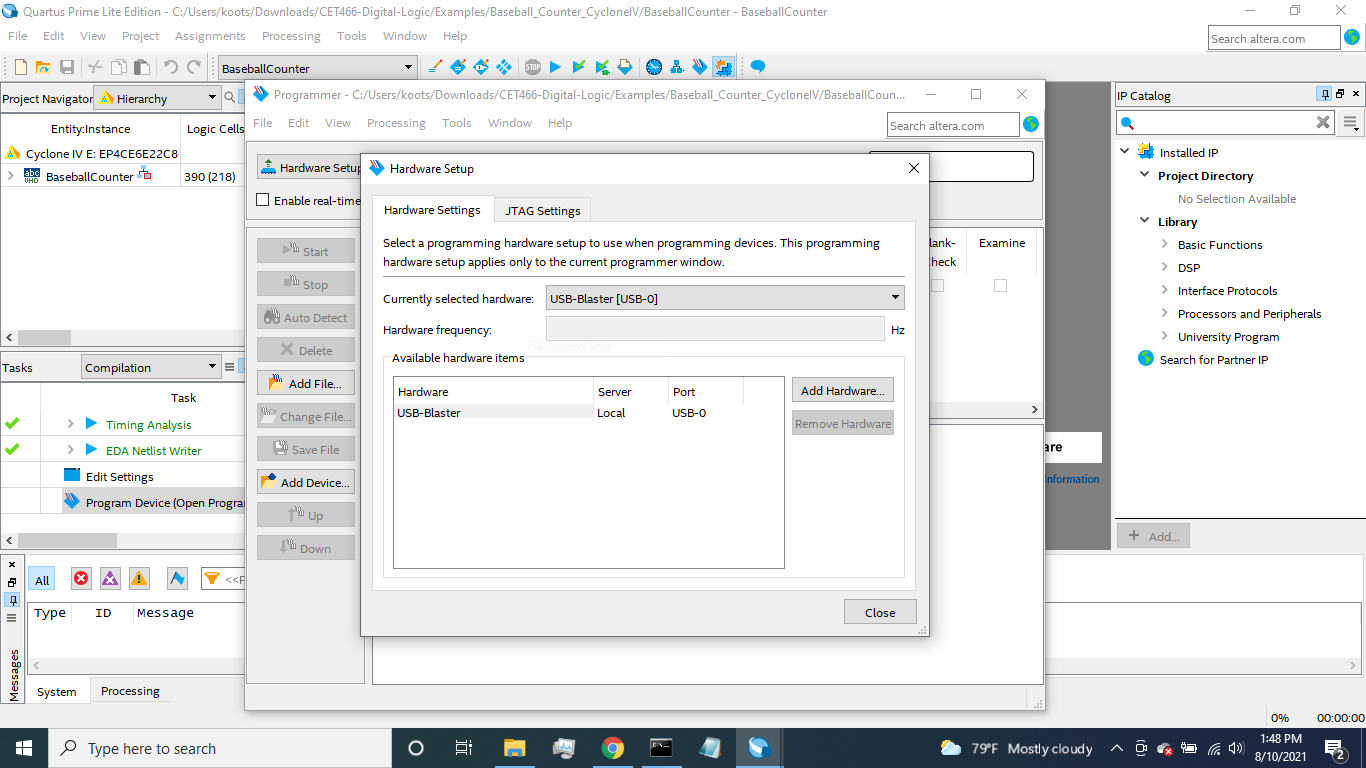 Quartus Prime Lite Edition - C:/Users/koots/Downloads/CET466-Digital-Logic/Examples/Baseball_Counter_CycloneIV/BaseballCounter - BaseballCounter
File Edit View Project Assignments Processing Tools Window Help
Search altera.com
BaseballCounter
Project Navigator Hierarchy
Entity:Instance Logic Cells
Cyclone IV E: EP4CE6E22C8
BaseballCounter 390 (218)
Tasks Compilation
Task
Timing Analysis
EDA Netlist Writer
Edit Settings
Program Device (Open Progra
Programmer - C:/Users/koots/Downloads/CET466-Digital-Logic/Examples/Baseball_Counter_CycloneIV/BaseballCoun...
File Edit View Processing Tools Window Help
Search altera.com
Hardware Setup
Enable real-time
Start
Stop
Auto Detect
Delete
Add File...
Change File...
Save File
Add Device...
Up
Down
lank- Examine
heck
Hardware Setup
Hardware Settings JTAG Settings
Select a programming hardware setup to use when programming devices. This programming
hardware setup applies only to the current programmer window.
Currently selected hardware: USB-Blaster [USB-0]
Hardware frequency: Hz
Full-screen Snip
Available hardware items
Hardware Server Port
USB-Blaster Local USB-0
Add Hardware...
Remove Hardware
Close
are
Information
IP Catalog
Installed IP
Project Directory
No Selection Available
Library
Basic Functions
DSP
Interface Protocols
Processors and Peripherals
University Program
Search for Partner IP
Add...
Messages
All <<F
Type ID Message
System Processing
0% 00:00:00
Type here to search
79°F Mostly cloudy
1:48 PM
8/10/2021
2